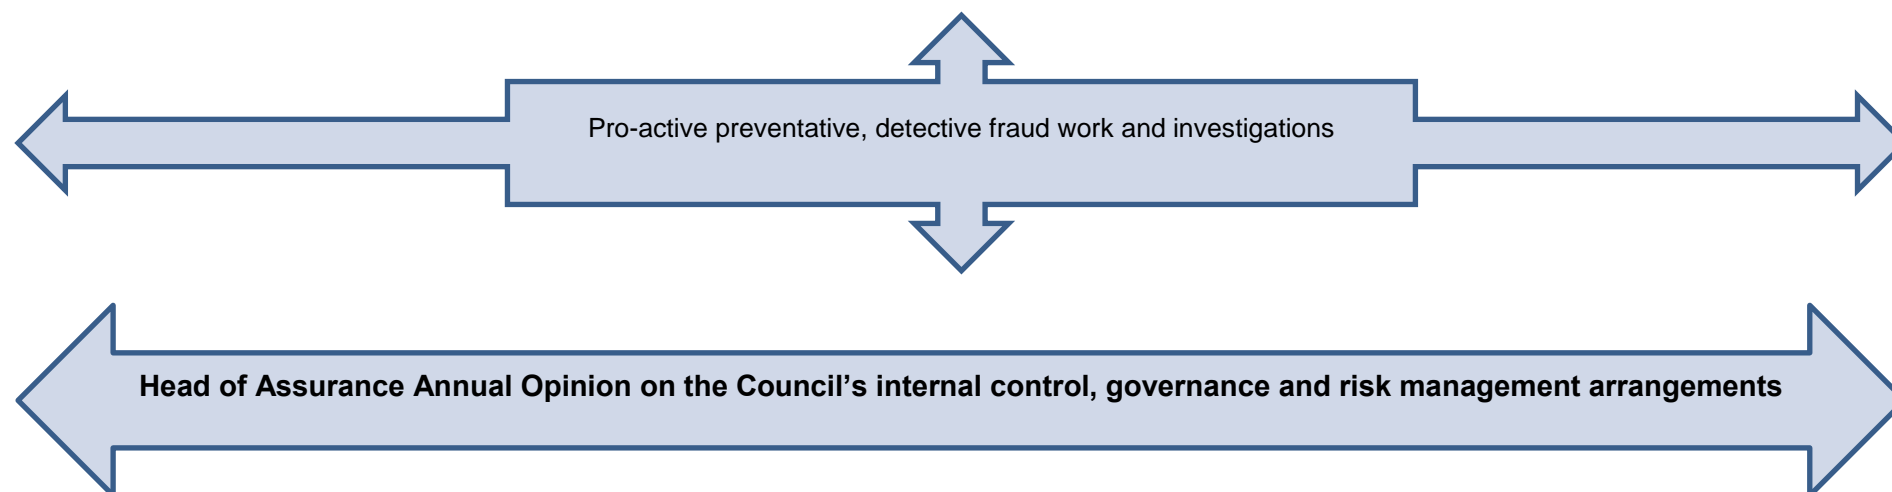 Pro-active preventative, detective fraud work and investigations
Head of Assurance Annual Opinion on the Council’s internal control, governance and risk management arrangements